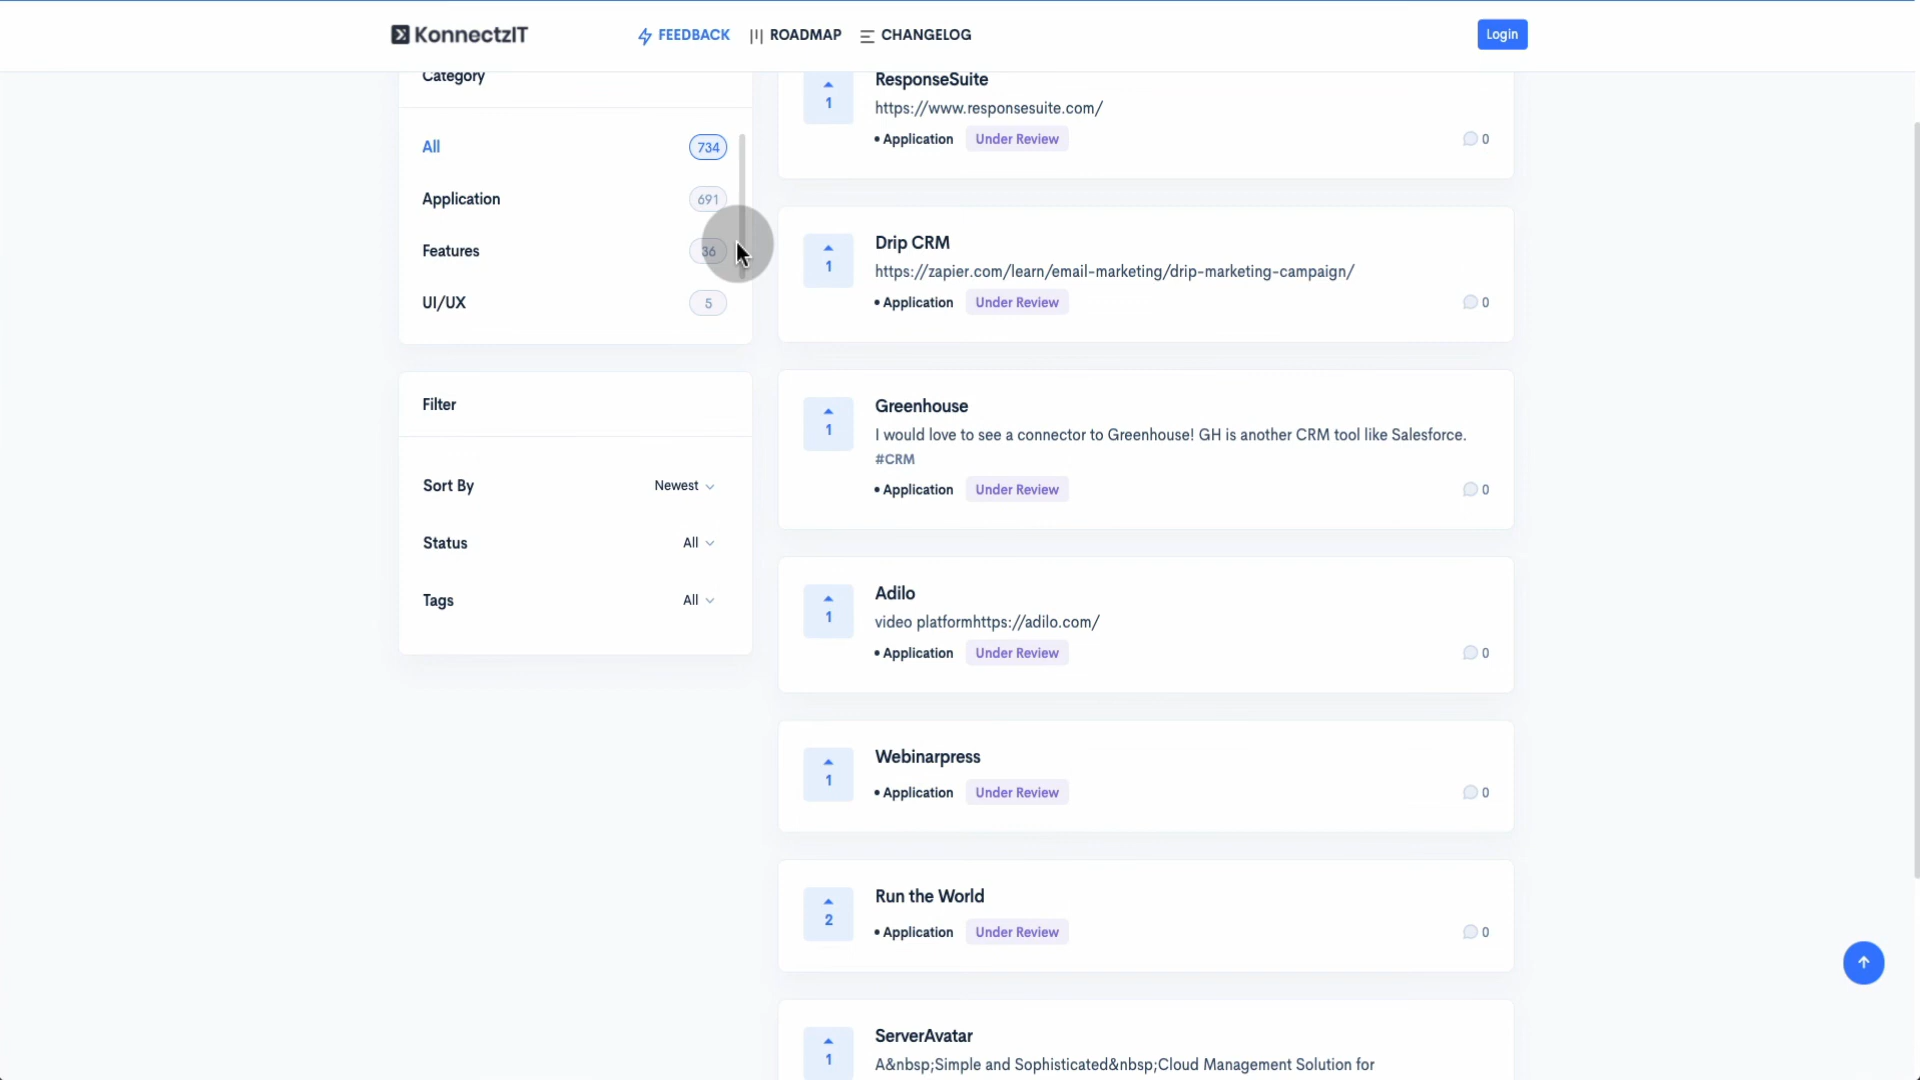 KonnectzIT
FEEDBACK
ROADMAP
CHANGELOG
Login
Category
All
734
Application
691
Features
36
UI/UX
5
Filter
Sort By
Newest
Status
All
Tags
All
1
ResponseSuite
https://www.responsesuite.com/
• Application
Under Review
0
1
Drip CRM
https://zapier.com/learn/email-marketing/drip-marketing-campaign/
• Application
Under Review
0
1
Greenhouse
I would love to see a connector to Greenhouse! GH is another CRM tool like Salesforce.
#CRM
• Application
Under Review
0
1
Adilo
video platformhttps://adilo.com/
• Application
Under Review
0
1
Webinarpress
• Application
Under Review
0
2
Run the World
• Application
Under Review
0
1
ServerAvatar
A&nbsp;Simple and Sophisticated&nbsp;Cloud Management Solution for